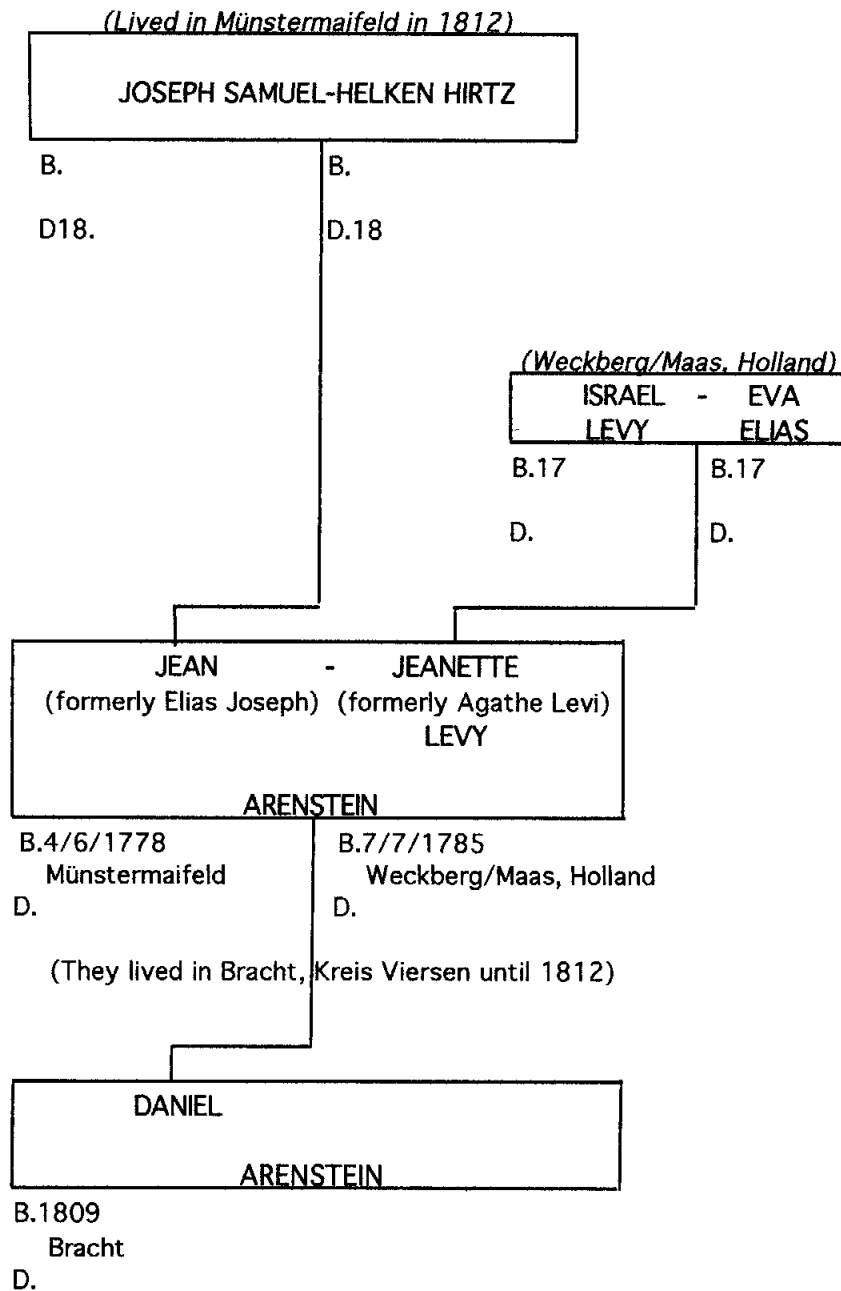 (Lived in Münstermaifeld in 1812)
JOSEPH SAMUEL-HELKEN HIRTZ
B. B.
D18. D.18
(Weckberg/Maas, Holland)
ISRAEL - EVA
LEVY ELIAS
B.17 B.17
D. D.
JEAN - JEANETTE
(formerly Elias Joseph) (formerly Agathe Levi)
LEVY
ARENSTEIN
B.4/6/1778 B.7/7/1785
Münstermaifeld Weckberg/Maas, Holland
D. D.
(They lived in Bracht, Kreis Viersen until 1812)
DANIEL
ARENSTEIN
B.1809
Bracht
D.